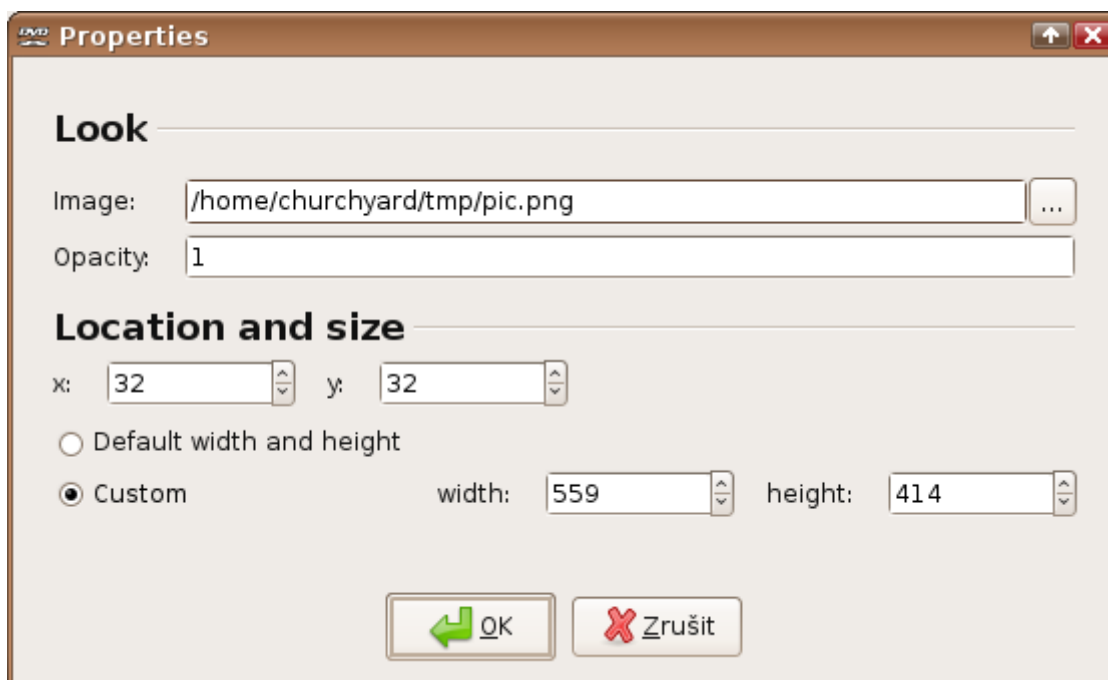 DVD Properties
Look
Image: /home/churchyard/tmp/pic.png ...
Opacity: 1
Location and size
x: 32 y: 32
Default width and height
Custom width: 559 height: 414
OK Zrušit